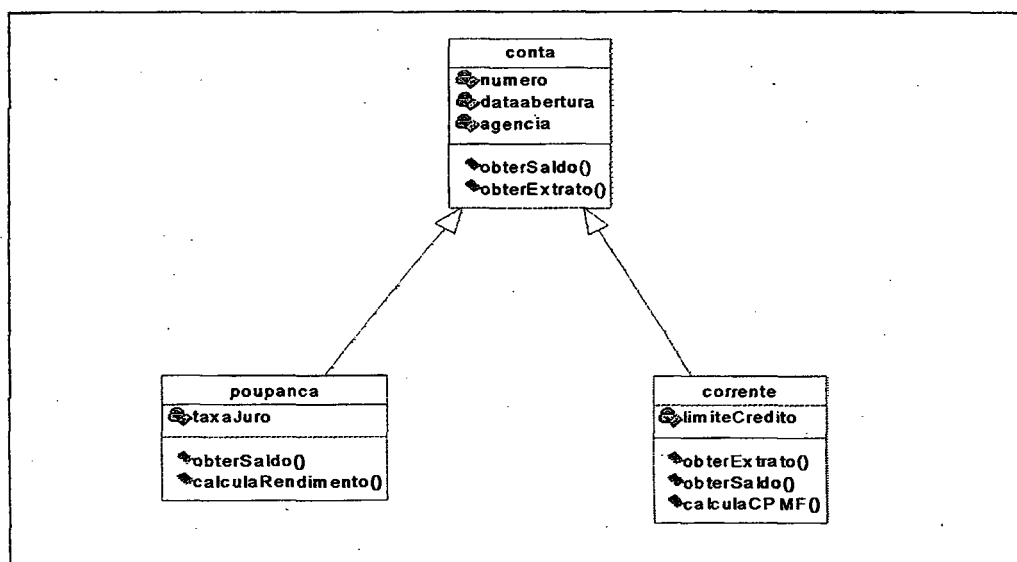 conta
numero
dataabertura
agencia
obterSaldo()
obterExtrato()
poupanca
taxaJuro
obterSaldo()
calculaRendimento()
corrente
limiteCredito
obterExtrato()
obterSaldo()
calculaCPMF()